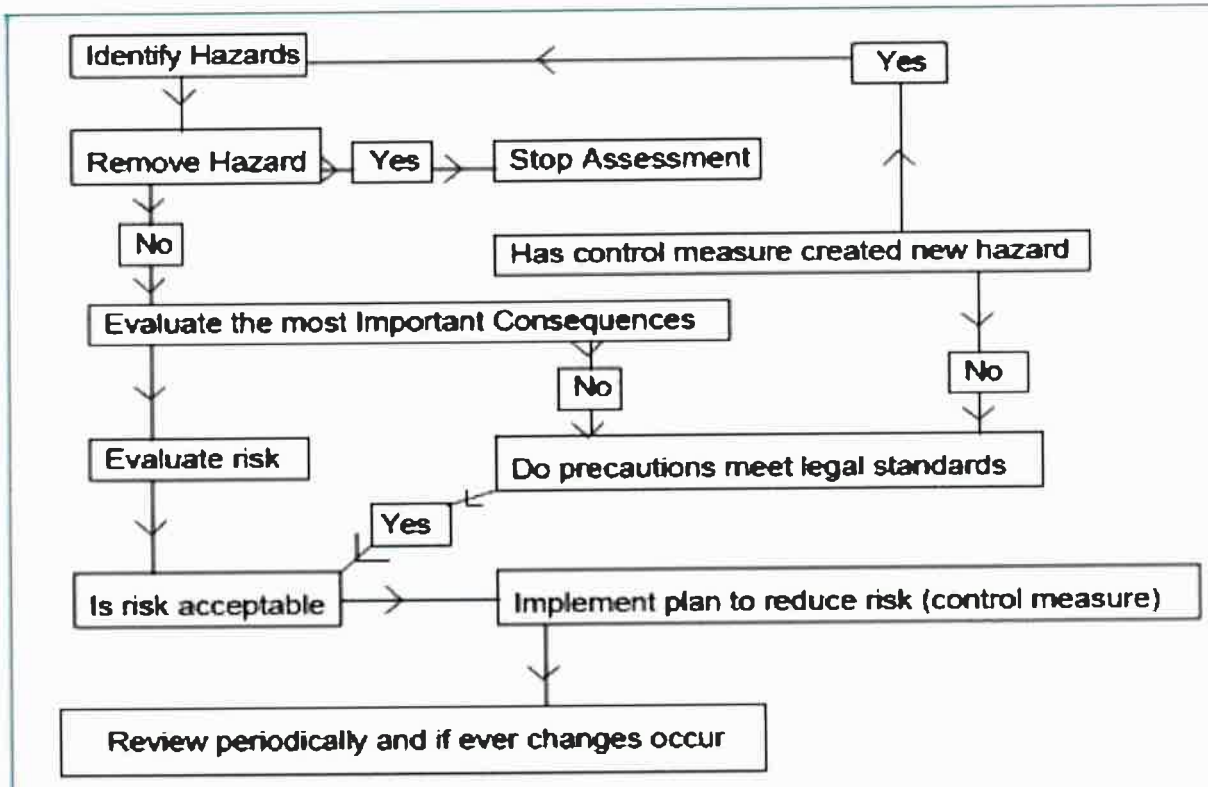 Identify Hazards
Yes
Remove Hazard
Yes
Stop Assessment
No
Has control measure created new hazard
Evaluate the most Important Consequences
No
No
Evaluate risk
Do precautions meet legal standards
Yes
Is risk acceptable
Implement plan to reduce risk (control measure)
Review periodically and if ever changes occur